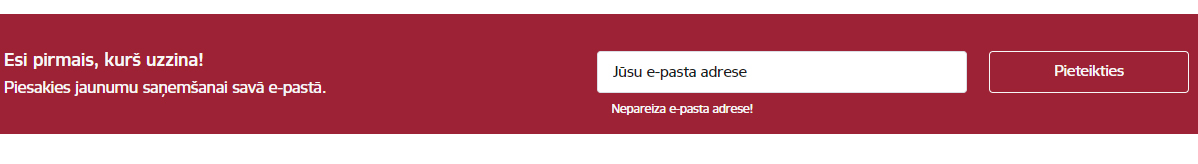 Esi pirmais, kurš uzzina!
Piesakies jaunumu saņemšanai savā e-pastā.
Jūsu e-pasta adrese
Pieteikties
Nepareiza e-pasta adrese!